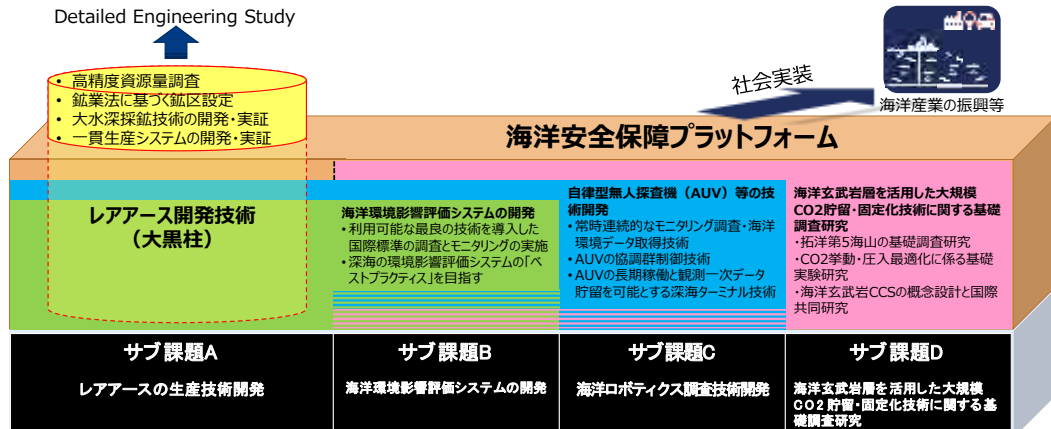 Detailed Engineering Study
• 高精度資源量調査
• 鉱業法に基づく鉱区設定
• 大水深採鉱技術の開発・実証
• 一貫生産システムの開発・実証
社会実装
海洋産業の振興等
海洋安全保障プラットフォーム
レアアース開発技術
（大黒柱）
海洋環境影響評価システムの開発
・利用可能な最良の技術を導入した
国際標準の調査とモニタリングの実施
・深海の環境影響評価システムの「ベ
ストプラクティス」を目指す
自律型無人探査機（AUV）等の技
術開発
・常時連続的なモニタリング調査・海洋
環境データ取得技術
・AUVの協調群制御技術
・AUVの長期稼働と観測一次データ
貯留を可能とする深海ターミナル技術
海洋玄武岩層を活用した大規模
CO2貯留・固定化技術に関する基礎
調査研究
・拓洋第5海山の基礎調査研究
・CO2挙動・圧入最適化に係る基礎
実験研究
・海洋玄武岩CCSの概念設計と国際
共同研究
サブ課題A
レアアースの生産技術開発
サブ課題B
海洋環境影響評価システムの開発
サブ課題C
海洋ロボティクス調査技術開発
サブ課題D
海洋玄武岩層を活用した大規模
CO2貯留・固定化技術に関する基
礎調査研究